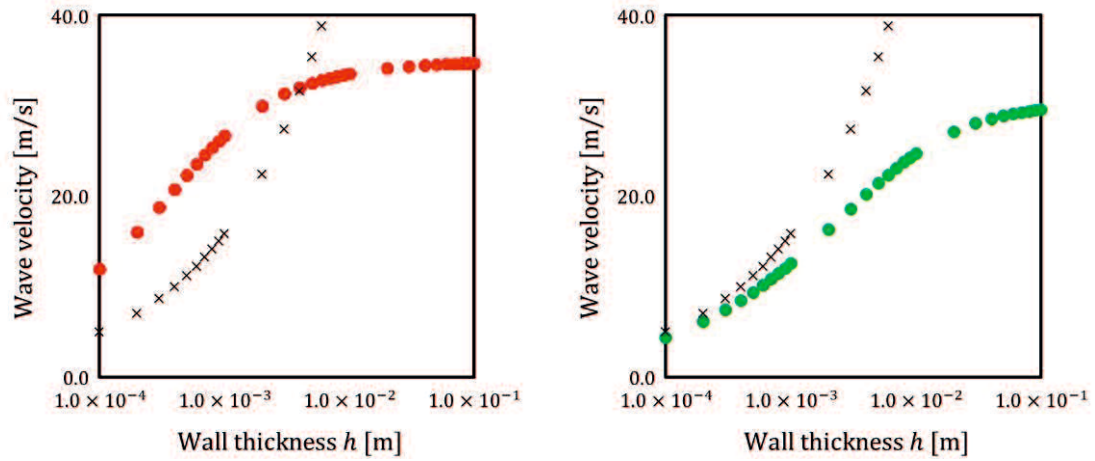 40.0
Wave velocity [m/s]
20.0
0.0
1.0 × 10⁻⁴ 1.0 × 10⁻³ 1.0 × 10⁻² 1.0 × 10⁻¹
Wall thickness h [m]
40.0
Wave velocity [m/s]
20.0
0.0
1.0 × 10⁻⁴ 1.0 × 10⁻³ 1.0 × 10⁻² 1.0 × 10⁻¹
Wall thickness h [m]